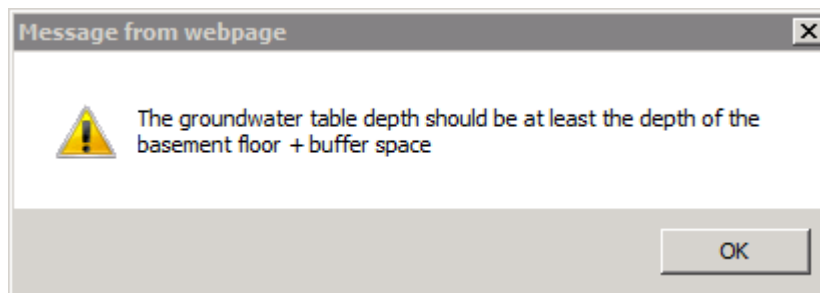 Message from webpage
The groundwater table depth should be at least the depth of the
basement floor + buffer space
OK